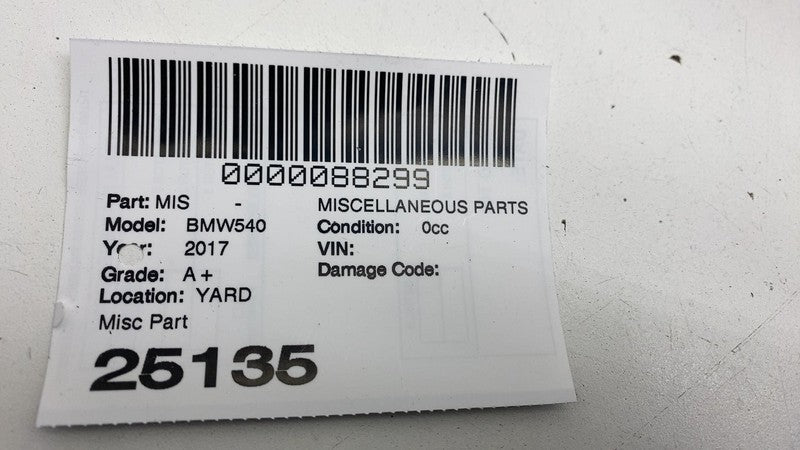 0000088299
Part: MIS - MISCELLANEOUS PARTS
Model: BMW540 Condition: 0cc
Year: 2017 VIN:
Grade: A+ Damage Code:
Location: YARD
Misc Part
25135